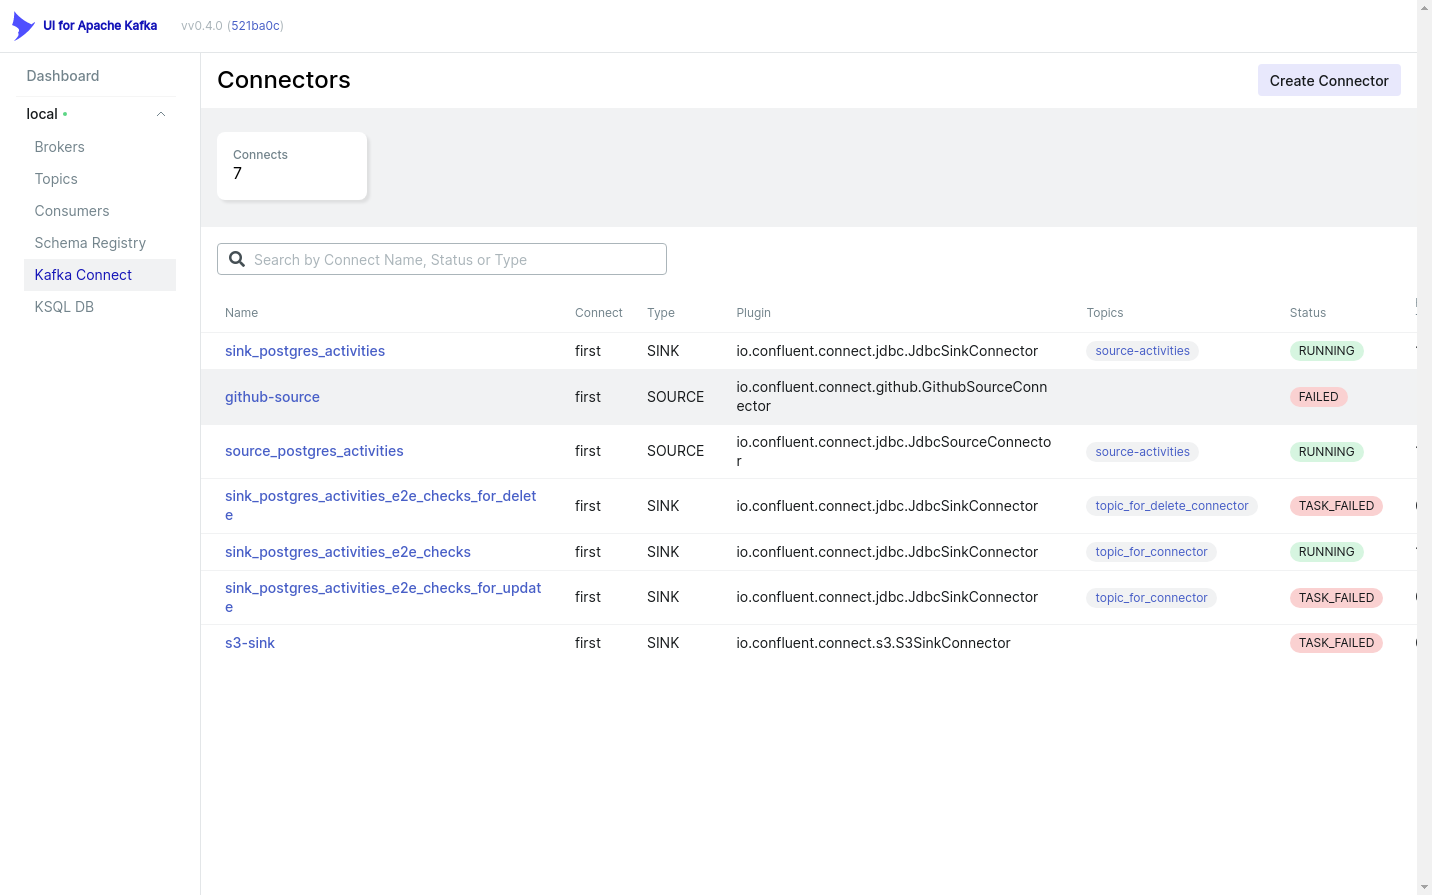 UI for Apache Kafka vv0.4.0 (521ba0c)
Dashboard
local
Brokers
Topics
Consumers
Schema Registry
Kafka Connect
KSQL DB
Connectors
Create Connector
Connects
7
Search by Connect Name, Status or Type
Name Connect Type Plugin Topics Status
sink_postgres_activities first SINK io.confluent.connect.jdbc.JdbcSinkConnector source-activities RUNNING
github-source first SOURCE io.confluent.connect.github.GithubSourceConn FAILED
ector
source_postgres_activities first SOURCE io.confluent.connect.jdbc.JdbcSourceConnecto source-activities RUNNING
r
sink_postgres_activities_e2e_checks_for_delet first SINK io.confluent.connect.jdbc.JdbcSinkConnector topic_for_delete_connector TASK_FAILED
e
sink_postgres_activities_e2e_checks first SINK io.confluent.connect.jdbc.JdbcSinkConnector topic_for_connector RUNNING
sink_postgres_activities_e2e_checks_for_updat first SINK io.confluent.connect.jdbc.JdbcSinkConnector topic_for_connector TASK_FAILED
e
s3-sink first SINK io.confluent.connect.s3.S3SinkConnector TASK_FAILED